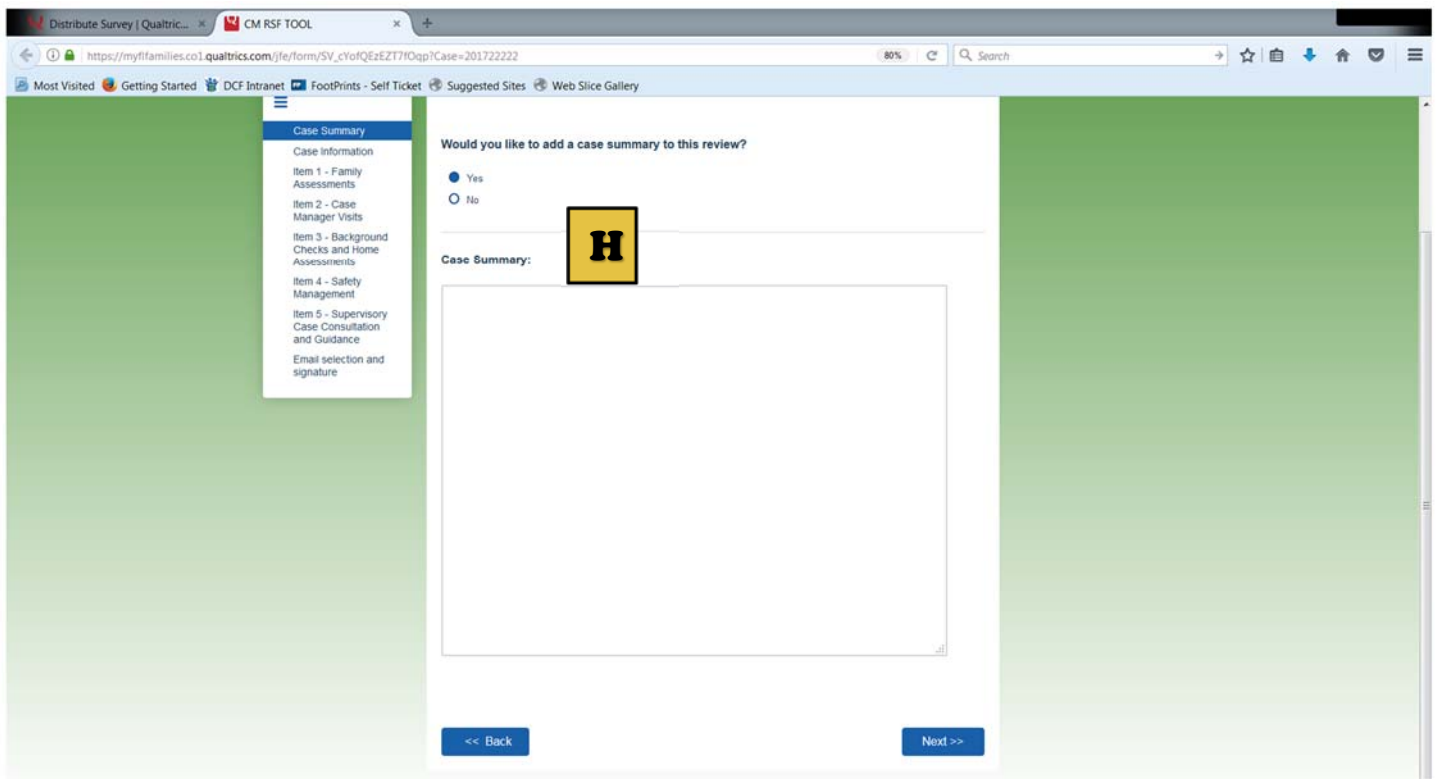 Distribute Survey | Qualtric... ×
CM RSF TOOL ×
+
https://myflfamilies.co1.qualtrics.com/jfe/form/SV_cYofQEzEZT7fOqp?Case=201722222
80%
Search
Most Visited Getting Started DCF Intranet FootPrints - Self Ticket Suggested Sites Web Slice Gallery
Case Summary
Case Information
Item 1 - Family
Assessments
Item 2 - Case
Manager Visits
Item 3 - Background
Checks and Home
Assessments
Item 4 - Safety
Management
Item 5 - Supervisory
Case Consultation
and Guidance
Email selection and
signature
Would you like to add a case summary to this review?
Yes
No
H
Case Summary:
<< Back
Next >>